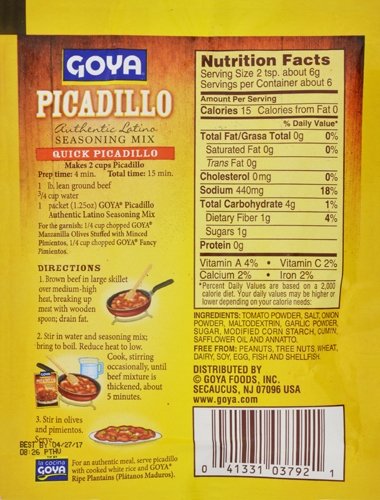 GOYA
PICADILLO
Authentic Latino
SEASONING MIX
QUICK PICADILLO
Makes 2 cups Picadillo
Prep time: 4 min. Total time: 15 min.
1 lb. lean ground beef
3/4 cup water
1 packet (1.25oz) GOYA® Picadillo
Authentic Latino Seasoning Mix
For the garnish: 1/4 cup chopped GOYA®
Manzanilla Olives Stuffed with Minced
Pimientos, 1/4 cup chopped GOYA® Fancy
Pimientos.
DIRECTIONS
1. Brown beef in large skillet
over medium-high
heat, breaking up
meat with wooden
spoon; drain fat.
2. Stir in water and seasoning mix;
bring to boil. Reduce heat to low.
Cook, stirring
occasionally, until
beef mixture is
thickened, about
5 minutes.
3. Stir in olives
and pimientos.
Serve.
BEST BY 04/27/17
08:26 PTHU
la cocina
GOYA
For an authentic meal, serve picadillo
with cooked white rice and GOYA®
Ripe Plantains (Plátanos Maduros).
Nutrition Facts
Serving Size 2 tsp. about 6g
Servings per Container about 6
Amount Per Serving
Calories 15 Calories from Fat 0
% Daily Value*
Total Fat/Grasa Total 0g 0%
Saturated Fat 0g 0%
Trans Fat 0g
Cholesterol 0mg 0%
Sodium 440mg 18%
Total Carbohydrate 4g 1%
Dietary Fiber 1g 4%
Sugars 1g
Protein 0g
Vitamin A 4% • Vitamin C 2%
Calcium 2% • Iron 2%
*Percent Daily Values are based on a 2,000
calorie diet. Your daily values may be higher or
lower depending on your calorie needs:
INGREDIENTS: TOMATO POWDER, SALT, ONION
POWDER, MALTODEXTRIN, GARLIC POWDER,
SUGAR, MODIFIED CORN STARCH, CUMIN,
SAFFLOWER OIL AND ANNATTO.
FREE FROM: PEANUTS, TREE NUTS, WHEAT,
DAIRY, SOY, EGG, FISH AND SHELLFISH.
DISTRIBUTED BY
© GOYA FOODS, INC.
SECAUCUS, NJ 07096 USA
www.goya.com
0 41331 03792 1